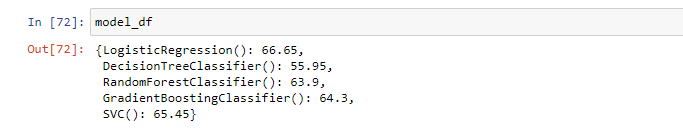 In [72]: model_df
Out[72]: {LogisticRegression(): 66.65,
DecisionTreeClassifier(): 55.95,
RandomForestClassifier(): 63.9,
GradientBoostingClassifier(): 64.3,
SVC(): 65.45}